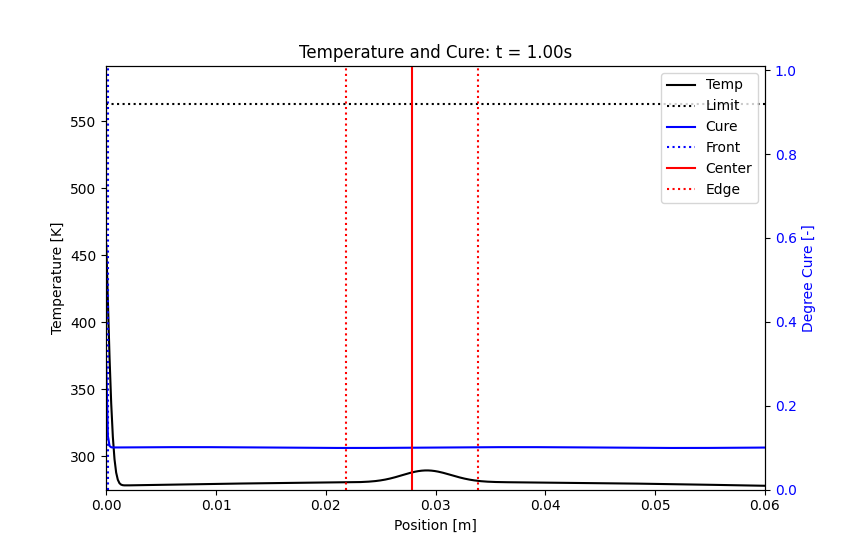 Temperature and Cure: t = 1.00s
Temp
Limit
Cure
Front
Center
Edge
Temperature [K]
550
500
450
400
350
300
Degree Cure [-]
1.0
0.8
0.6
0.4
0.2
0.0
0.00 0.01 0.02 0.03 0.04 0.05 0.06
Position [m]